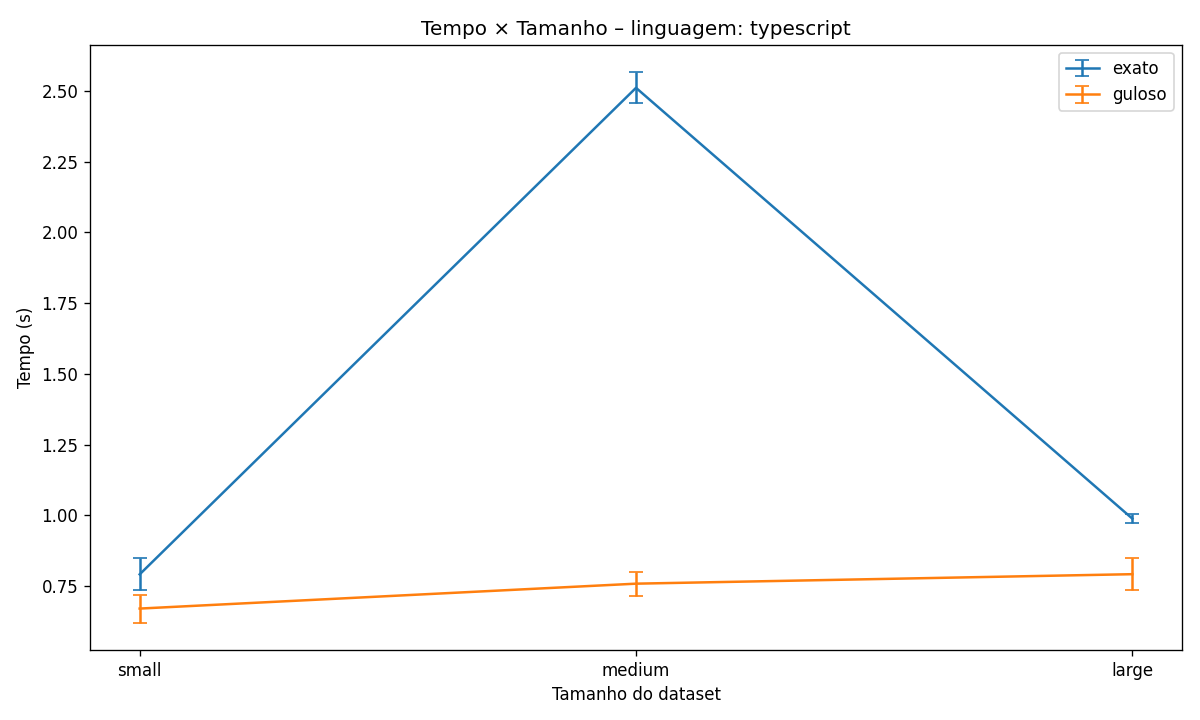 Tempo × Tamanho – linguagem: typescript
exato
guloso
Tempo (s)
2.50
2.25
2.00
1.75
1.50
1.25
1.00
0.75
small
medium
large
Tamanho do dataset